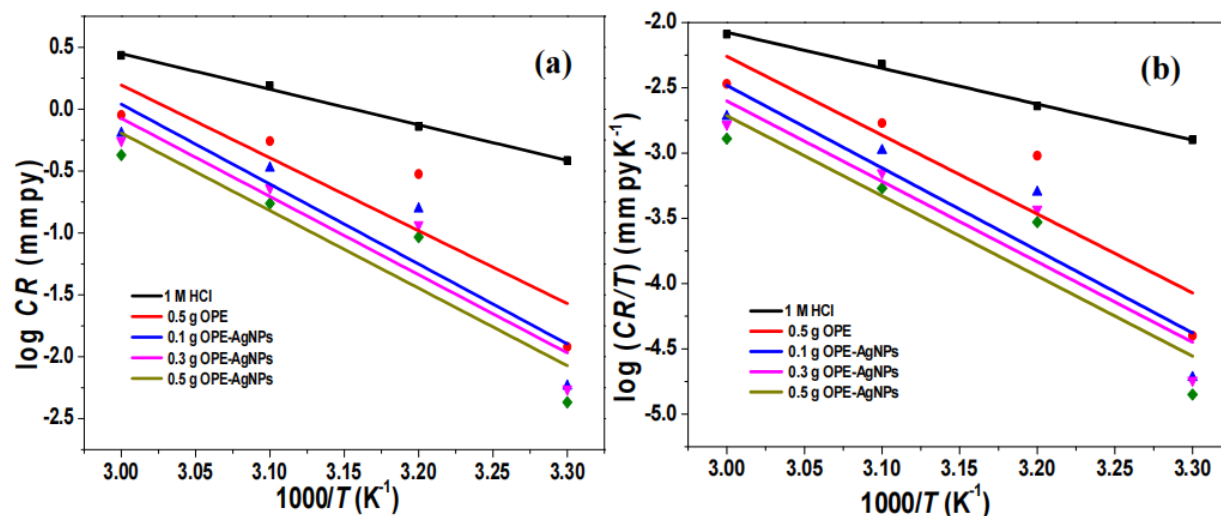 (a)
0.5
0.0
-0.5
-1.0
-1.5
-2.0
-2.5
log CR (mmpy)
1 M HCl
0.5 g OPE
0.1 g OPE-AgNPs
0.3 g OPE-AgNPs
0.5 g OPE-AgNPs
3.00 3.05 3.10 3.15 3.20 3.25 3.30
1000/T (K-1)
(b)
-2.0
-2.5
-3.0
-3.5
-4.0
-4.5
-5.0
log (CR/T) (mmpyK-1)
1 M HCl
0.5 g OPE
0.1 g OPE-AgNPs
0.3 g OPE-AgNPs
0.5 g OPE-AgNPs
3.00 3.05 3.10 3.15 3.20 3.25 3.30
1000/T (K-1)